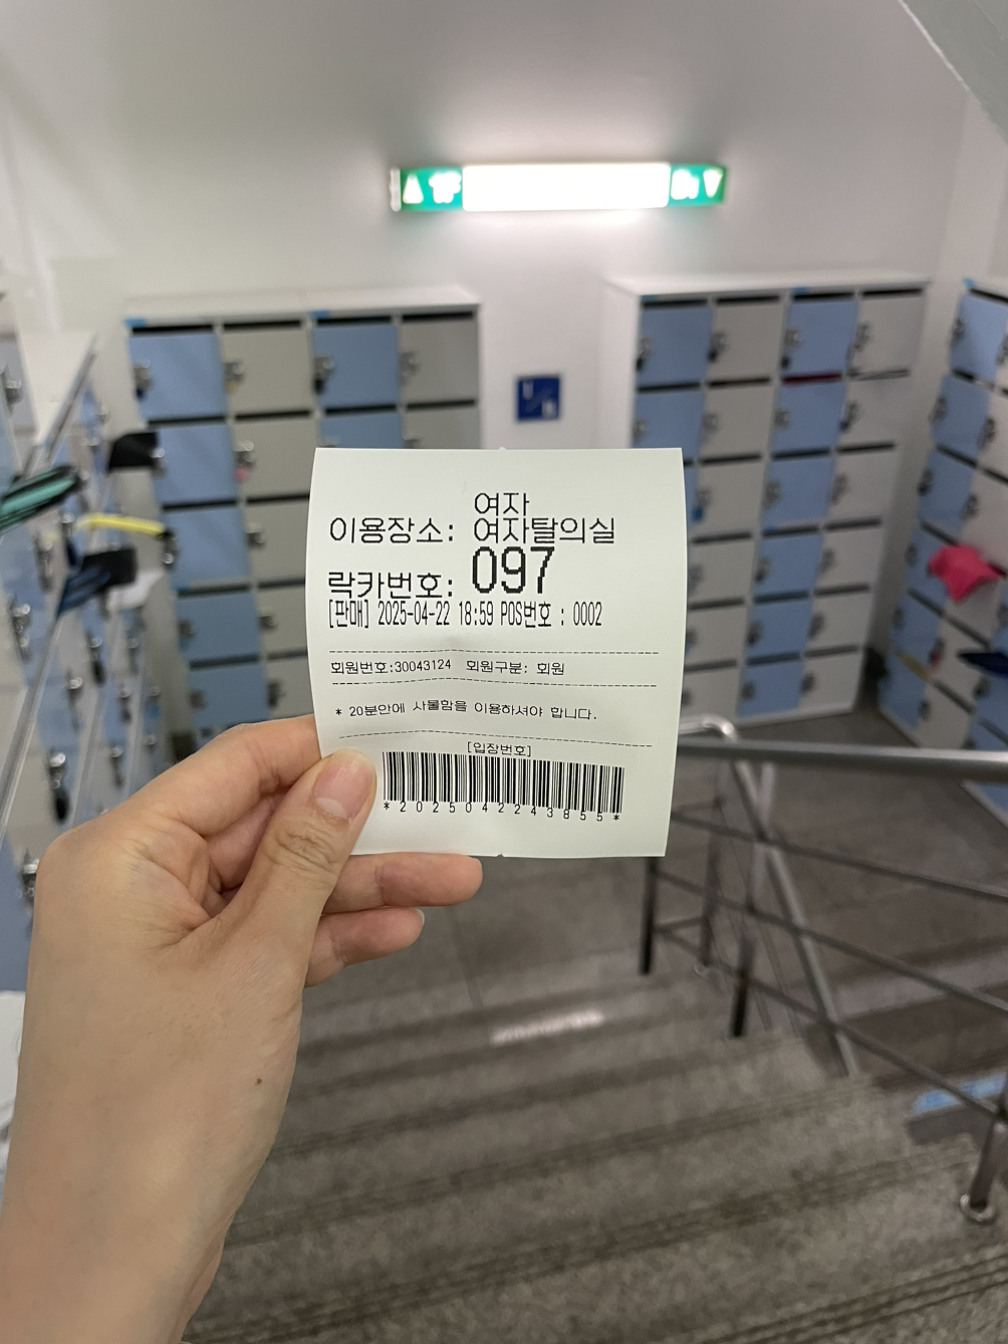 여자
이용장소: 여자탈의실
락카번호: 097
[판매] 2025-04-22 18:59 POS번호 : 0002
회원번호:30043124 회원구분: 회원
* 20분안에 사물함을 이용하셔야 합니다.
[입장번호]
*2025042243855*